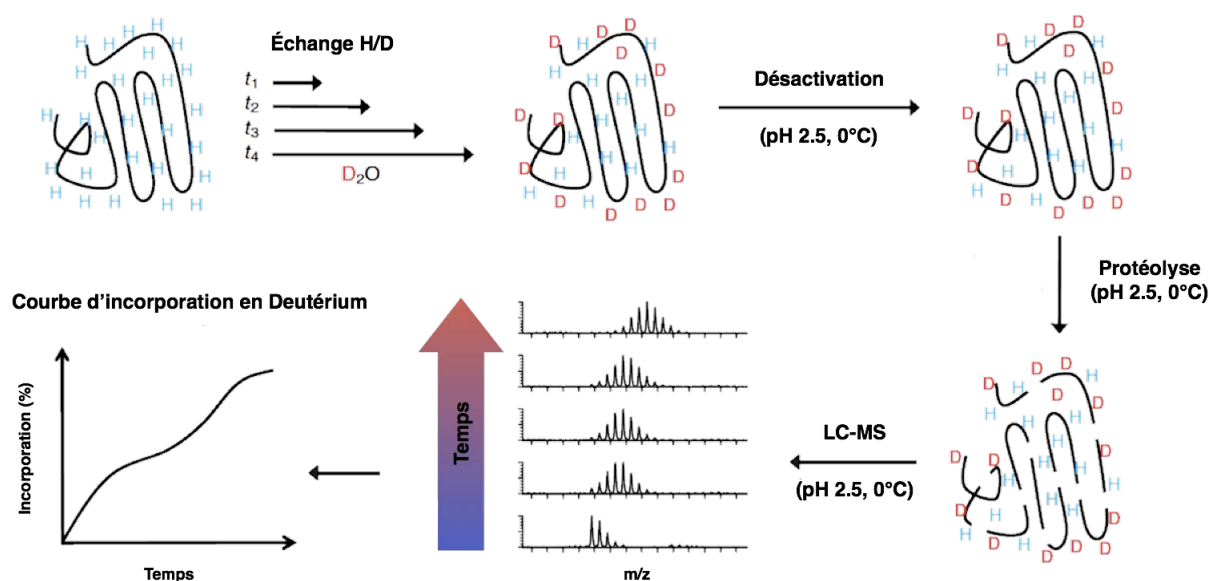 Échange H/D
t1
t2
t3
t4
D2O
Désactivation
(pH 2.5, 0°C)
Protéolyse
(pH 2.5, 0°C)
LC-MS
(pH 2.5, 0°C)
Temps
m/z
Courbe d'incorporation en Deutérium
Incorporation (%)
Temps